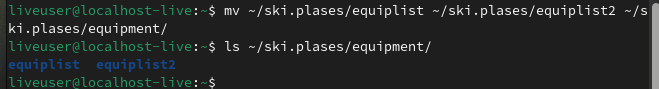 liveuser@localhost-live:~$ mv ~/ski.plases/equiplist ~/ski.plases/equiplist2 ~/s
ki.plases/equipment/
liveuser@localhost-live:~$ ls ~/ski.plases/equipment/
equiplist  equiplist2
liveuser@localhost-live:~$